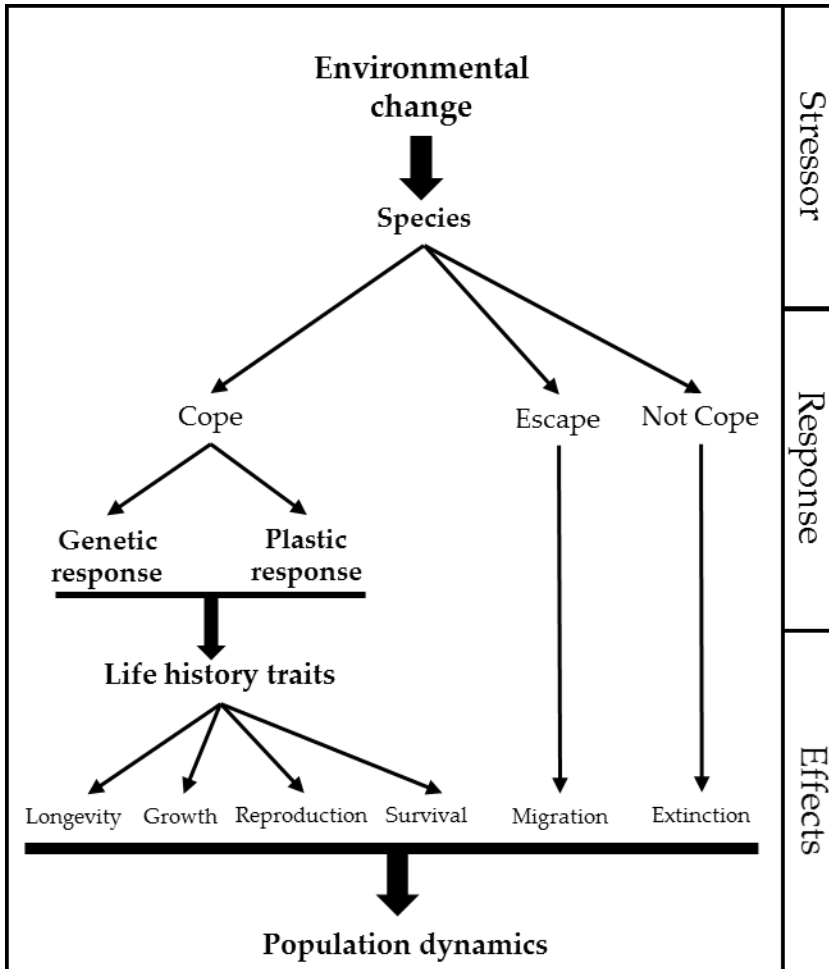 Environmental
change
Stressor
Species
Cope
Escape
Not Cope
Response
Genetic
response
Plastic
response
Life history traits
Effects
Longevity
Growth
Reproduction
Survival
Migration
Extinction
Population dynamics